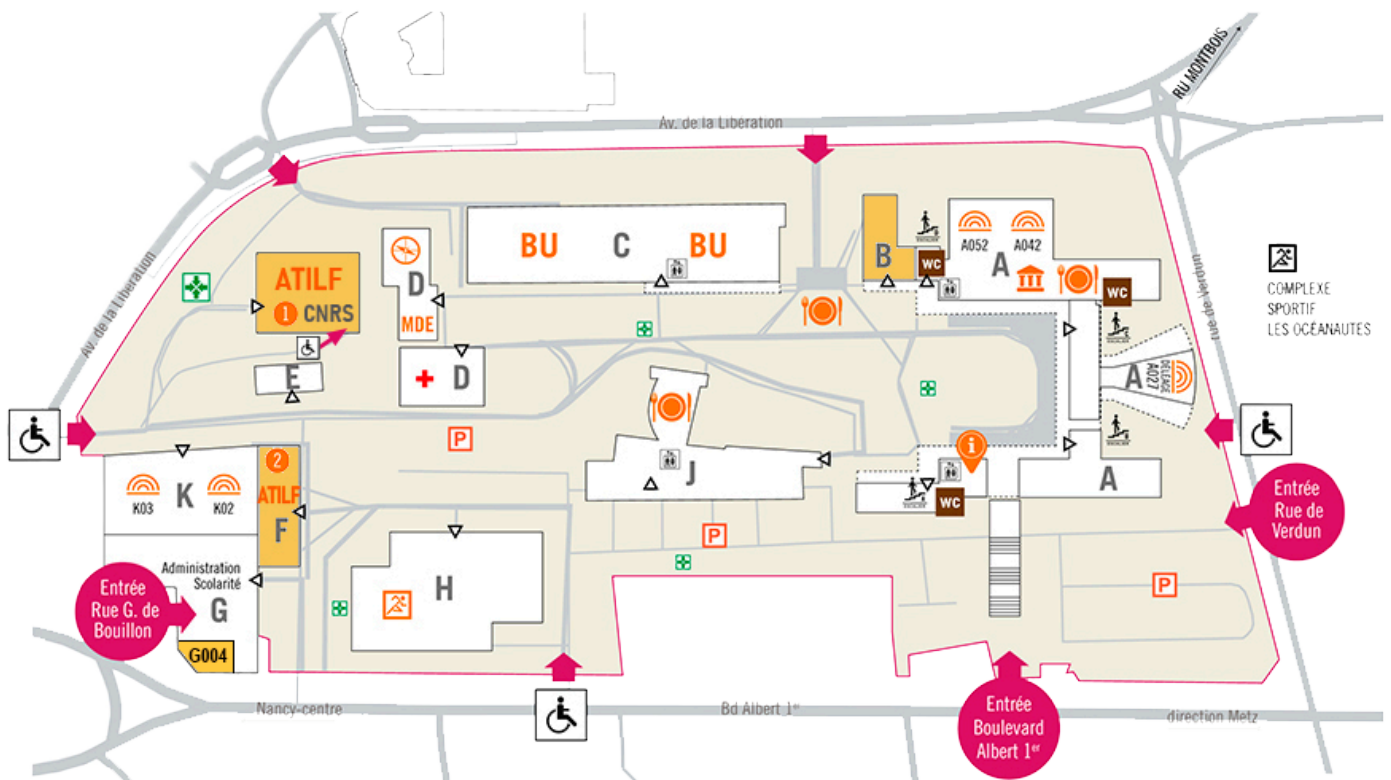 RU MONTBOIS
Av. de la Libération
Av. de la Libération
rue de Verdun
COMPLEXE
SPORTIF
LES OCÉANAUTES
BU C BU
B
WC
A052 A042
A
WC
ATILF
1 CNRS
D
MDE
E
D
A
DELEAGE
A027
P
2
ATILF
F
K03 K K02
J
i
A
WC
P
Entrée
Rue de
Verdun
Administration
Scolarité
G
Entrée
Rue G. de
Bouillon
G004
H
P
Nancy-centre
Bd Albert 1er
direction Metz
Entrée
Boulevard
Albert 1er